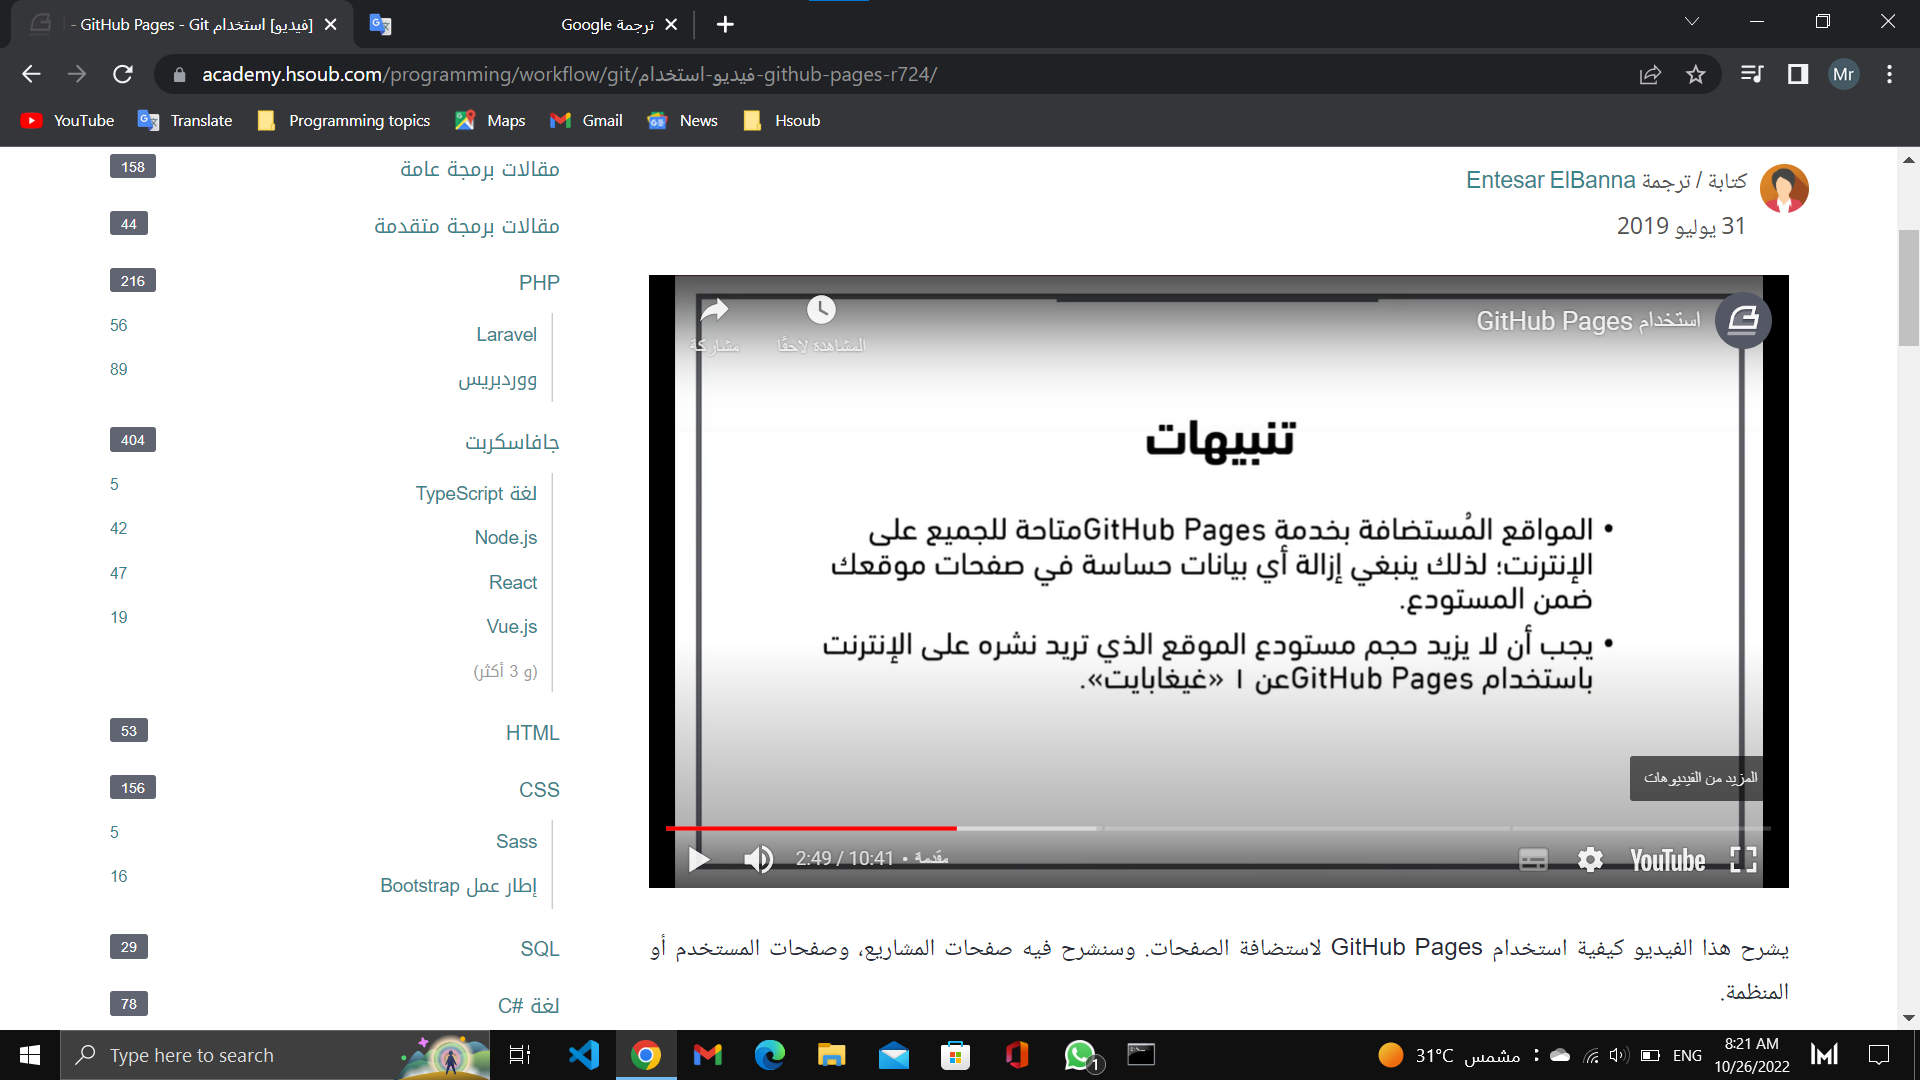 [فيديو] استخدام GitHub Pages - Git -
ترجمة Google
academy.hsoub.com/programming/workflow/git/فيديو-استخدام-github-pages-r724/
Mr
YouTube
Translate
Programming topics
Maps
Gmail
News
Hsoub
كتابة / ترجمة Entesar ElBanna
31 يوليو 2019
استخدام GitHub Pages
المشاهدة لاحقًا
مشاركة
تنبيهات
• المواقع المُستضافة بخدمة GitHub Pagesمتاحة للجميع على
الإنترنت؛ لذلك ينبغي إزالة أي بيانات حساسة في صفحات موقعك
ضمن المستودع.
• يجب أن لا يزيد حجم مستودع الموقع الذي تريد نشره على الإنترنت
باستخدام GitHub Pagesعن ١ «غيغابايت».
المزيد من الفيديوهات
2:49 / 10:41 • مقدمة
YouTube
يشرح هذا الفيديو كيفية استخدام GitHub Pages لاستضافة الصفحات. وسنشرح فيه صفحات المشاريع، وصفحات المستخدم أو
المنظمة.
مقالات برمجة عامة 158
مقالات برمجة متقدمة 44
PHP 216
Laravel 56
ووردبريس 89
جافاسكربت 404
لغة TypeScript 5
Node.js 42
React 47
Vue.js 19
(و 3 أكثر)
HTML 53
CSS 156
Sass 5
إطار عمل Bootstrap 16
SQL 29
لغة C# 78
Type here to search
1
31°C مشمس
ENG
8:21 AM
10/26/2022